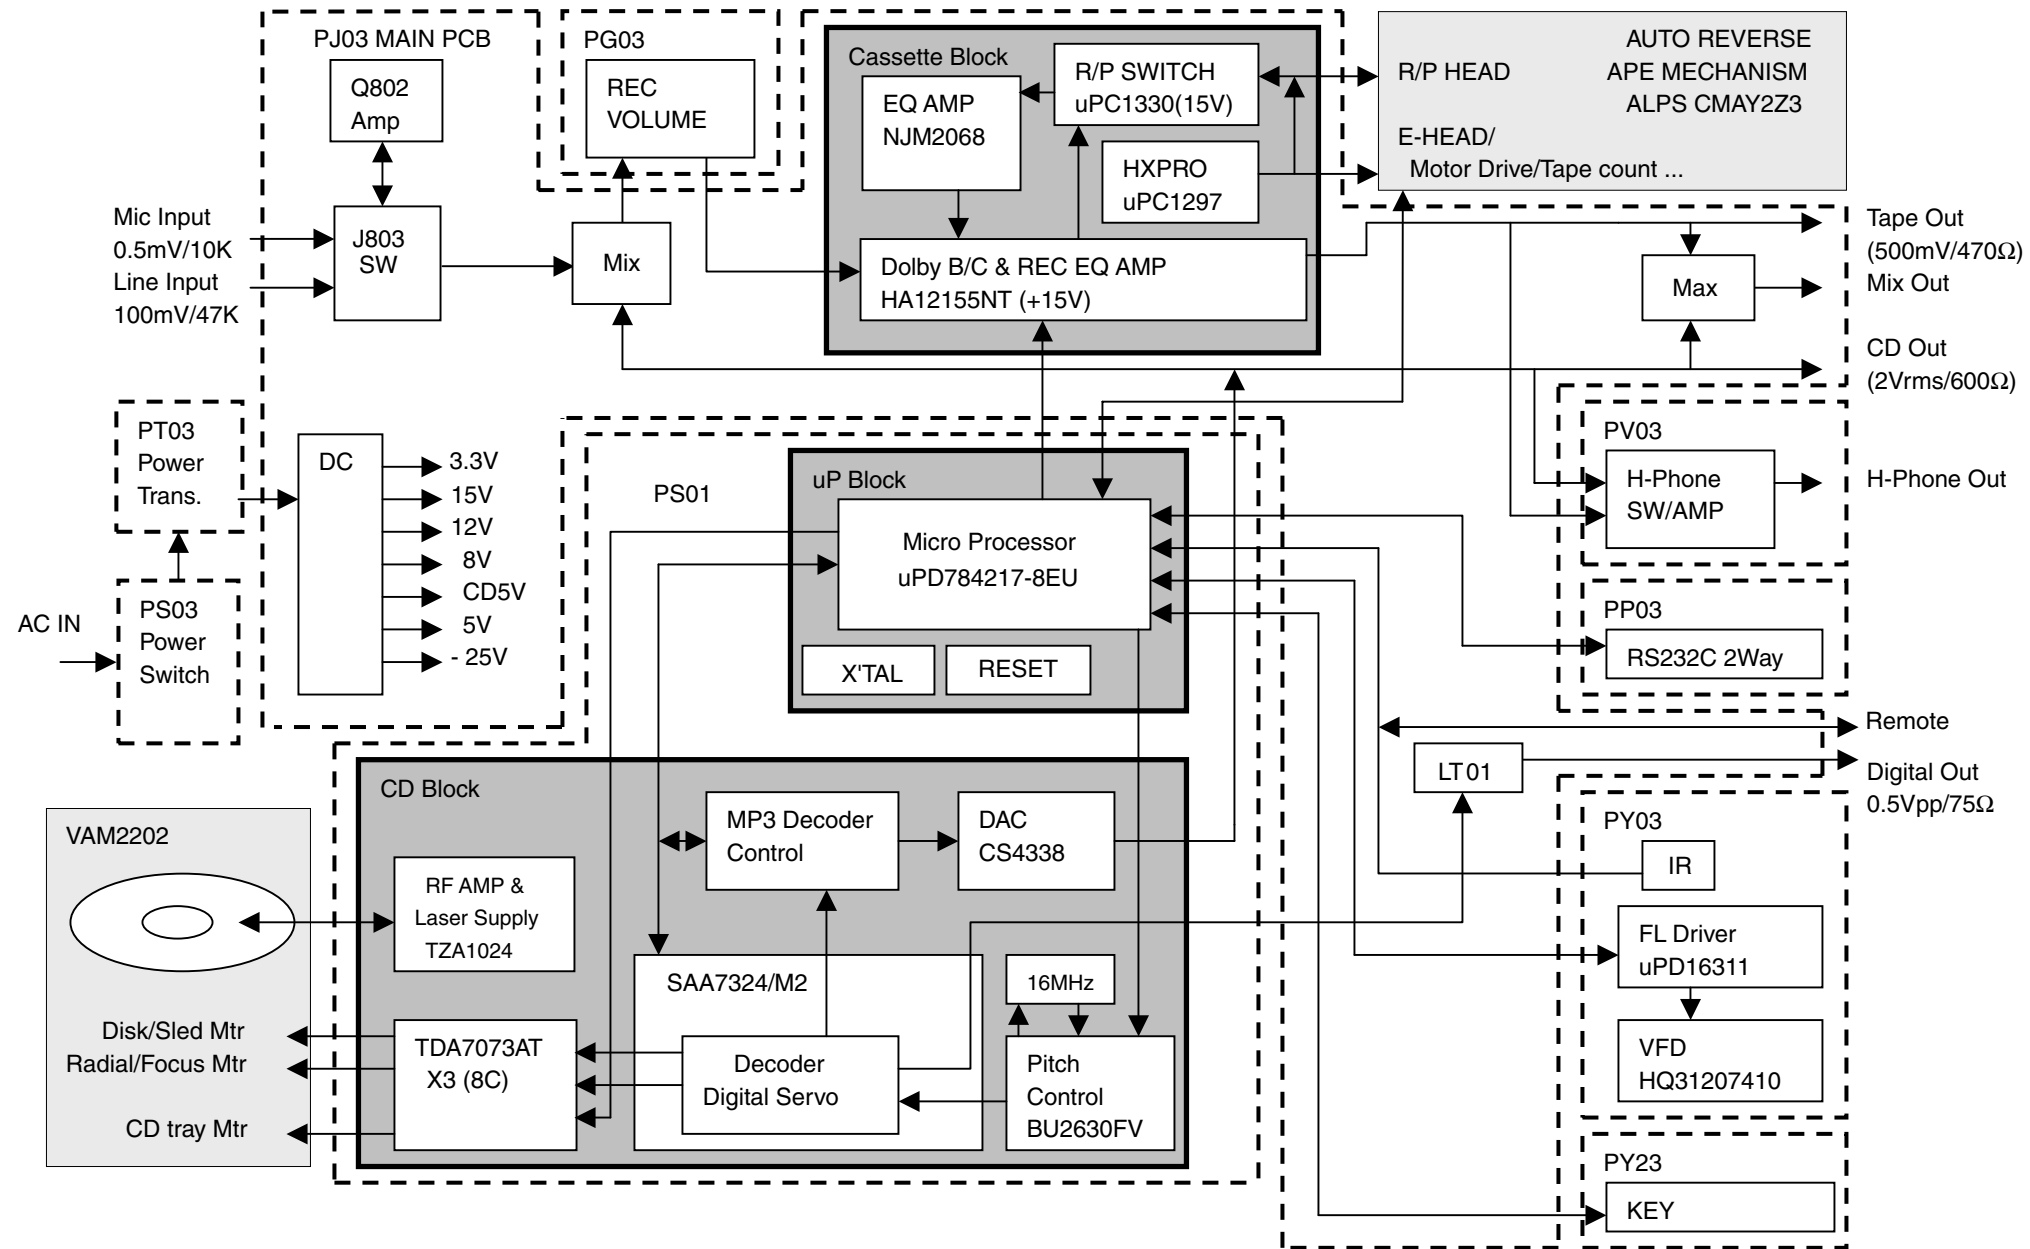 PJ03 MAIN PCB
Q802
Amp
PG03
REC
VOLUME
Cassette Block
EQ AMP
NJM2068
R/P SWITCH
uPC1330(15V)
HXPRO
uPC1297
Dolby B/C & REC EQ AMP
HA12155NT (+15V)
AUTO REVERSE
R/P HEAD
APE MECHANISM
ALPS CMAY2Z3
E-HEAD/
Motor Drive/Tape count ...
Mic Input
0.5mV/10K
Line Input
100mV/47K
J803
SW
Mix
Tape Out
(500mV/470Ω)
Max
Mix Out
CD Out
(2Vrms/600Ω)
PT03
Power
Trans.
DC
3.3V
15V
12V
8V
CD5V
5V
- 25V
AC IN
PS03
Power
Switch
PS01
uP Block
Micro Processor
uPD784217-8EU
X'TAL
RESET
PV03
H-Phone
SW/AMP
H-Phone Out
PP03
RS232C 2Way
Remote
LT01
Digital Out
0.5Vpp/75Ω
CD Block
MP3 Decoder
Control
DAC
CS4338
VAM2202
RF AMP &
Laser Supply
TZA1024
SAA7324/M2
16MHz
Disk/Sled Mtr
Radial/Focus Mtr
CD tray Mtr
TDA7073AT
X3 (8C)
Decoder
Digital Servo
Pitch
Control
BU2630FV
PY03
IR
FL Driver
uPD16311
VFD
HQ31207410
PY23
KEY